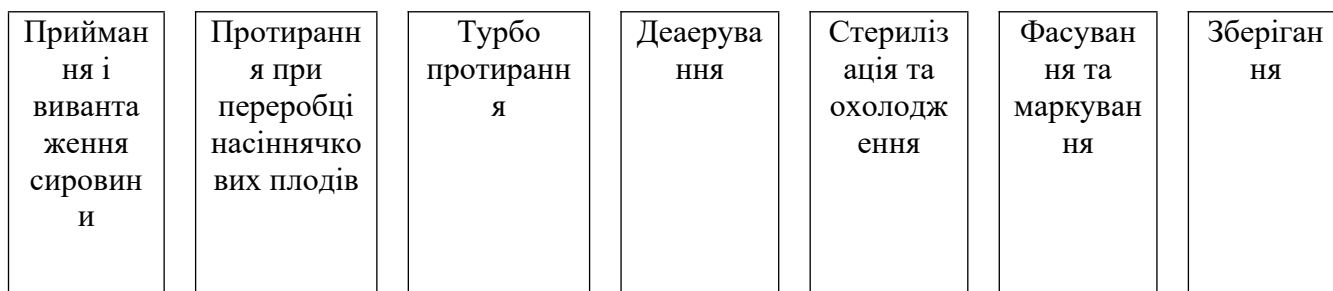 Прийман
ня і
виванта
ження
сировин
и
Протиранн
я при
переробці
насіннячко
вих плодів
Турбо
протиранн
я
Деаерува
ння
Стериліз
ація та
охолодж
ення
Фасуван
ня та
маркуван
ня
Зберіган
ня